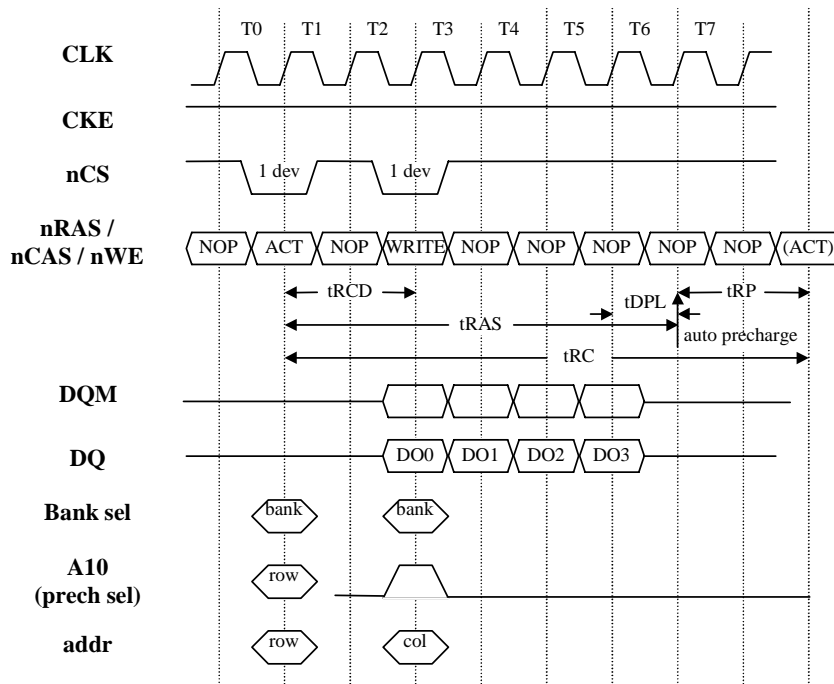 T0 T1 T2 T3 T4 T5 T6 T7
CLK
CKE
nCS 1 dev 1 dev
nRAS /
nCAS / nWE
NOP ACT NOP WRITE NOP NOP NOP NOP NOP (ACT)
tRCD tDPL tRP
tRAS auto precharge
tRC
DQM
DQ DO0 DO1 DO2 DO3
Bank sel bank bank
A10
(prech sel) row
addr row col